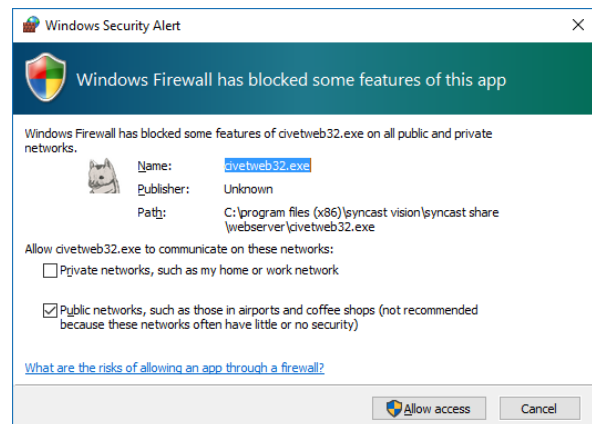 Windows Security Alert
Windows Firewall has blocked some features of this app
Windows Firewall has blocked some features of civetweb32.exe on all public and private
networks.
Name: civetweb32.exe
Publisher: Unknown
Path: C:\program files (x86)\syncast vision\syncast share
\webserver\civetweb32.exe
Allow civetweb32.exe to communicate on these networks:
Private networks, such as my home or work network
Public networks, such as those in airports and coffee shops (not recommended
because these networks often have little or no security)
What are the risks of allowing an app through a firewall?
Allow access Cancel